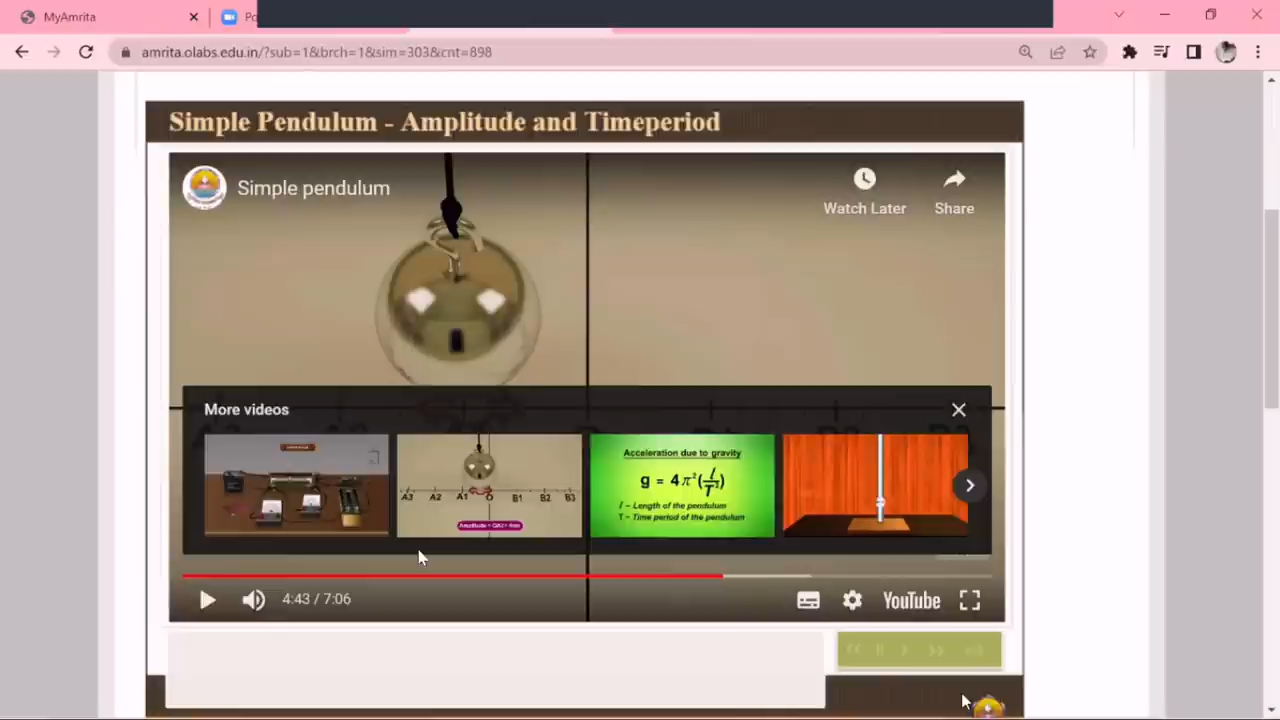 MyAmrita
Po
amrita.olabs.edu.in/?sub=1&brch=1&sim=303&cnt=898
Simple Pendulum - Amplitude and Timeperiod
Simple pendulum
Watch Later
Share
More videos
A3 A2 A1 O B1 B2 B3
Acceleration due to gravity
g = 4π²(l/T²)
l - Length of the pendulum
T - Time period of the pendulum
4:43 / 7:06
YouTube